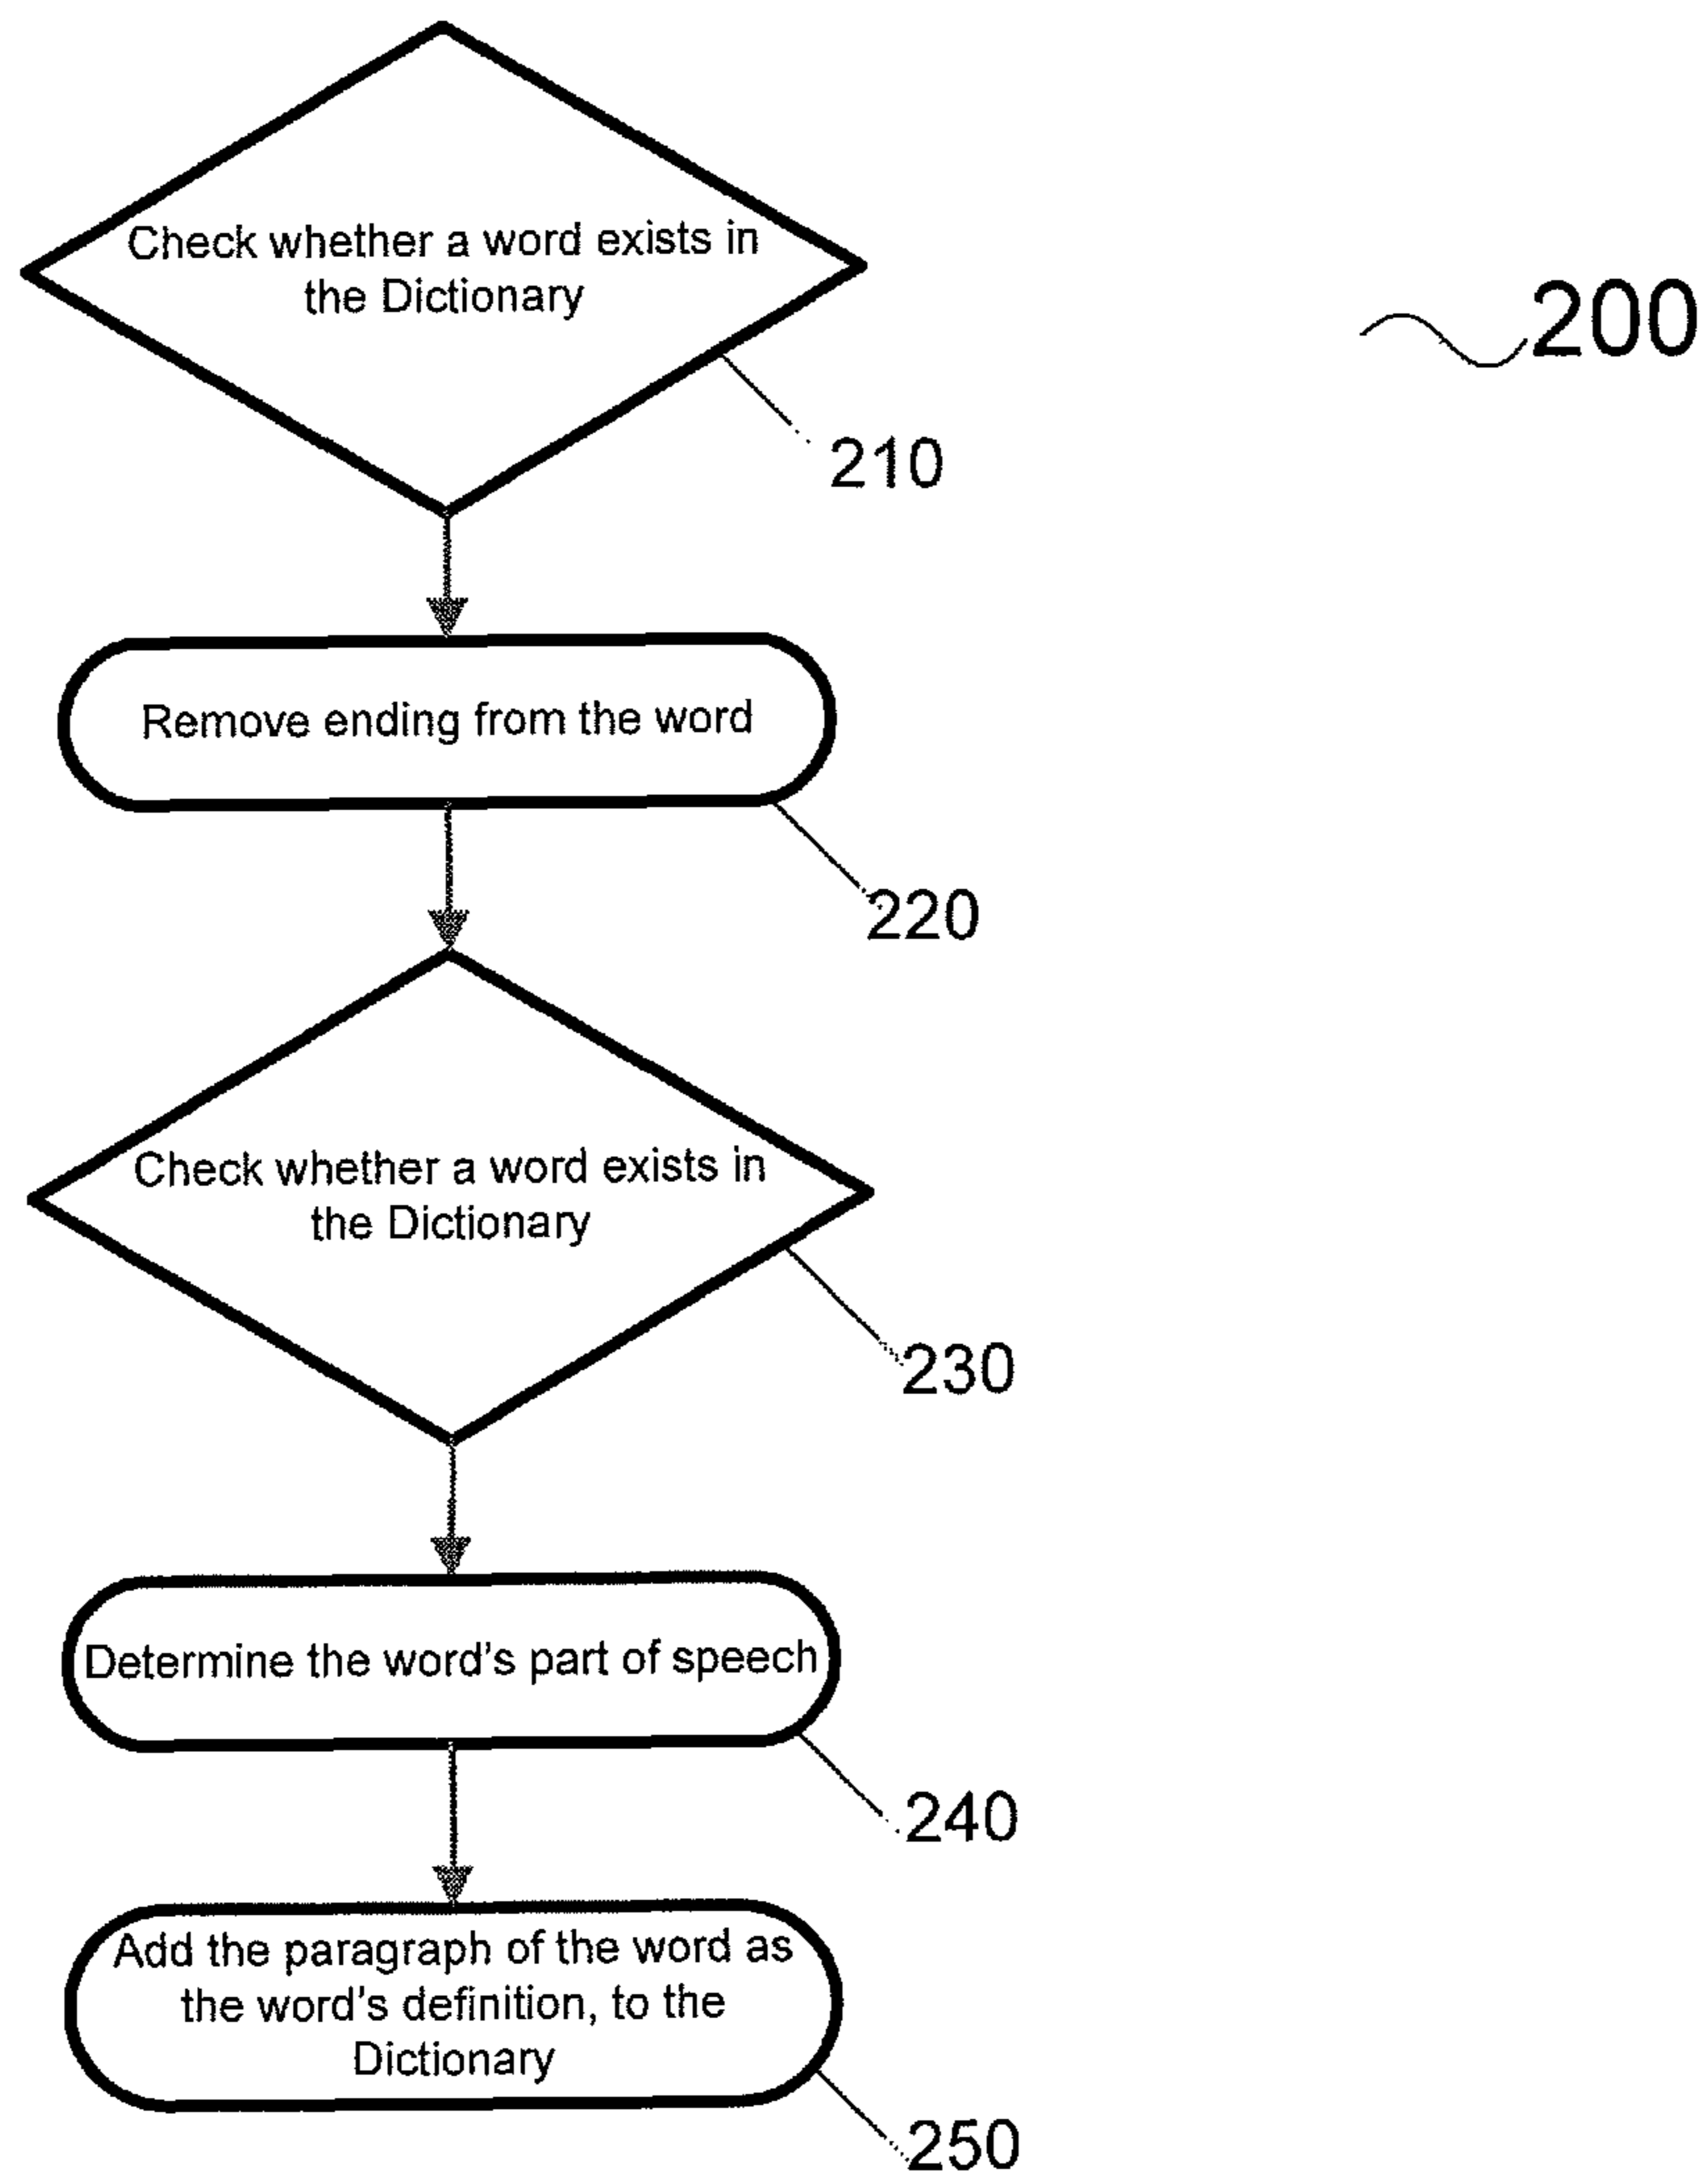 Check whether a word exists in
the Dictionary
200
210
Remove ending from the word
220
Check whether a word exists in
the Dictionary
230
Determine the word's part of speech
240
Add the paragraph of the word as
the word's definition, to the
Dictionary
250